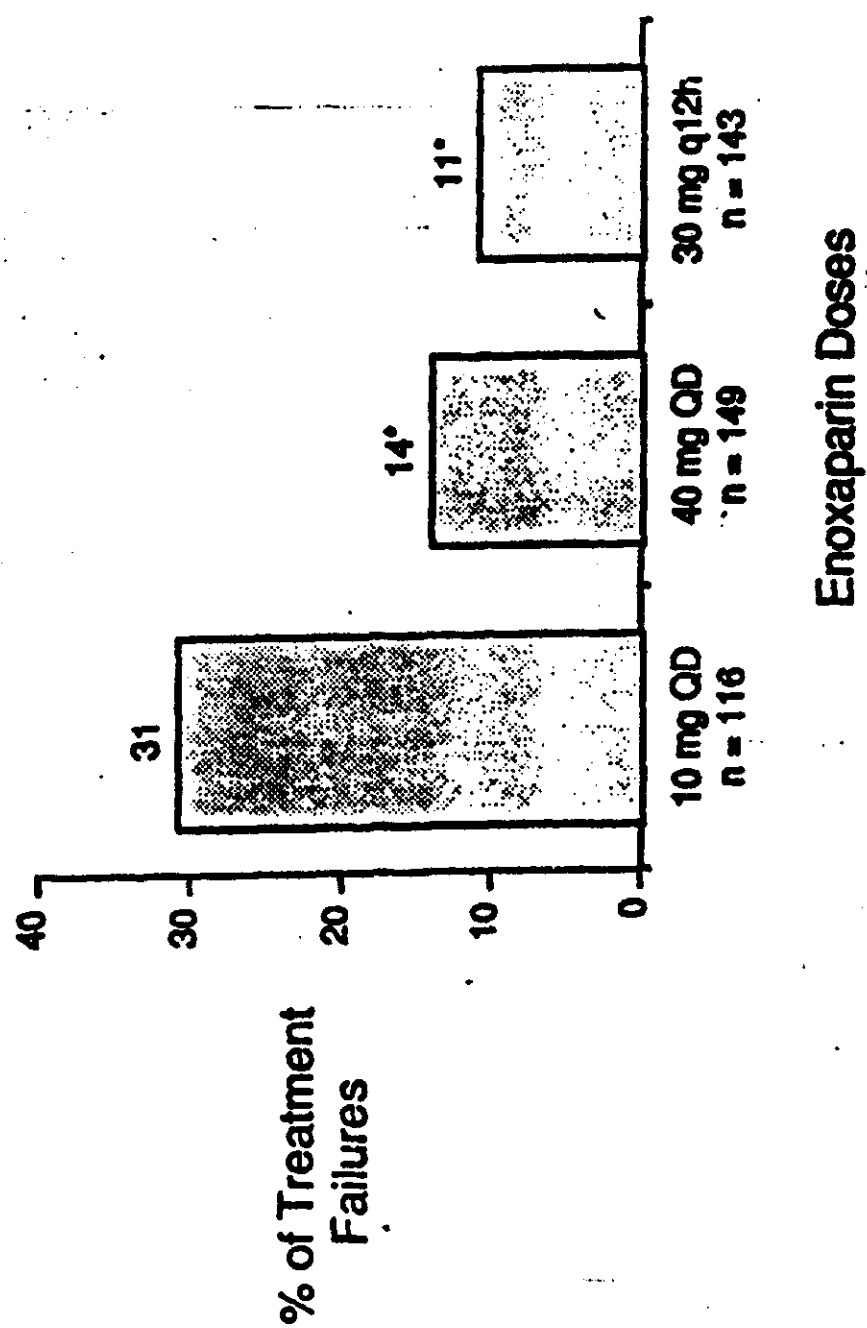 % of Treatment
Failures
40
30
20
10
0
31
14*
11*
10 mg QD
n = 116
40 mg QD
n = 149
30 mg q12h
n = 143
Enoxaparin Doses